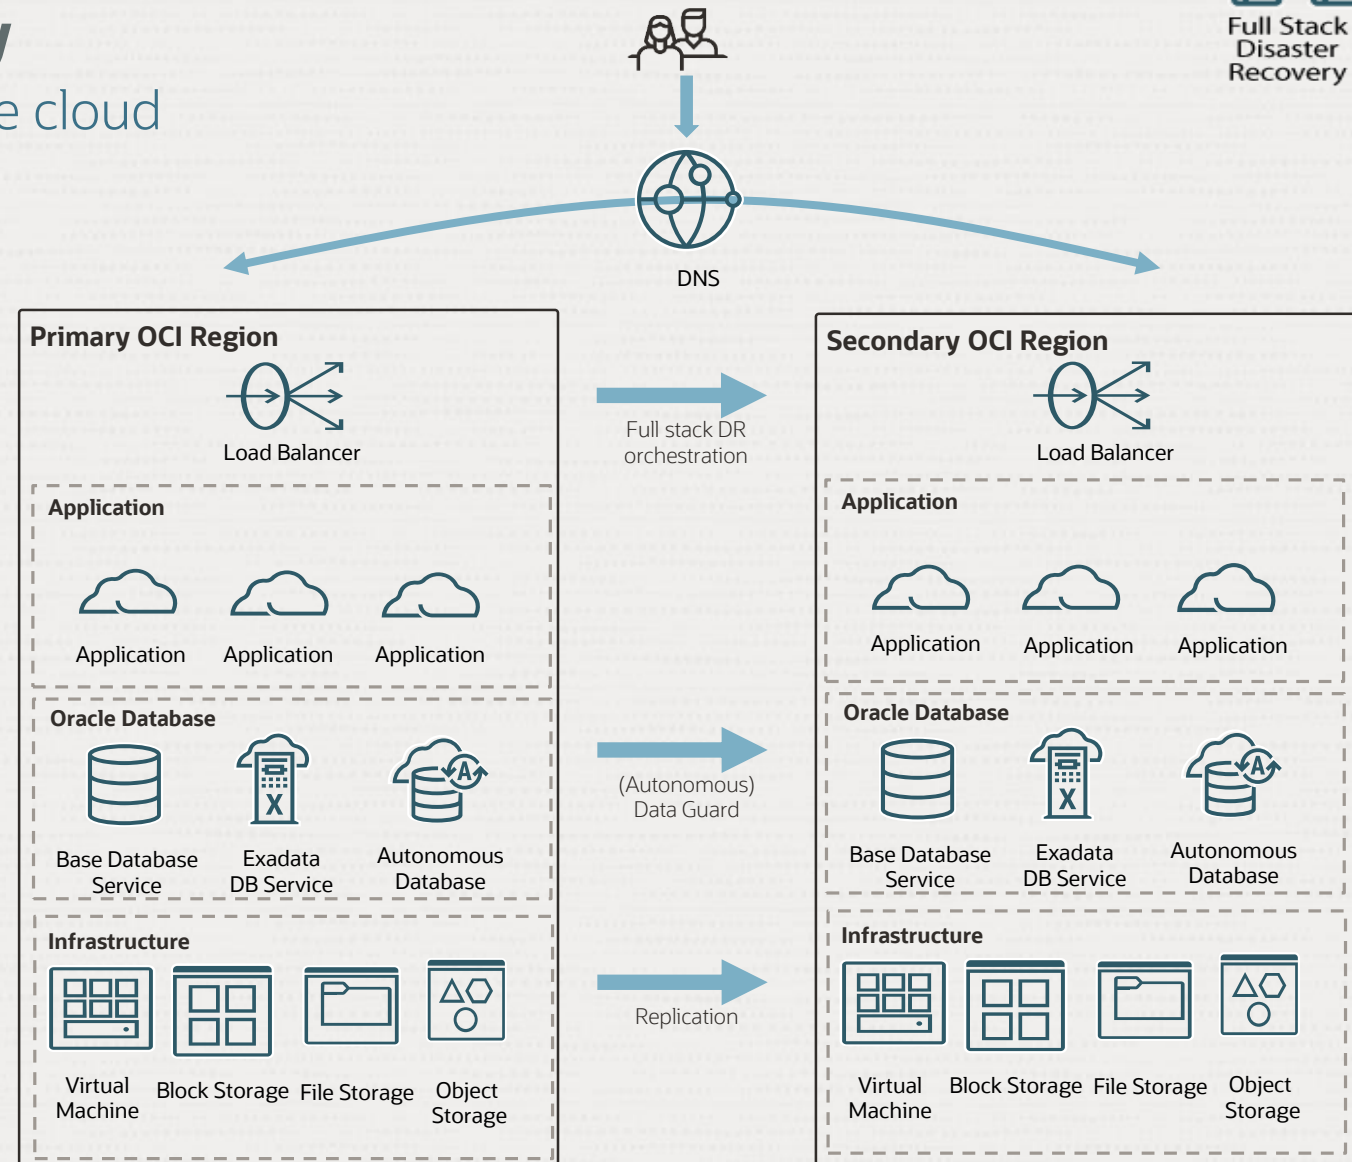 y
e cloud
Full Stack
Disaster
Recovery
DNS
Primary OCI Region
Load Balancer
Application
Application
Application
Application
Oracle Database
A
X
Base Database
Service
Exadata
DB Service
Autonomous
Database
Infrastructure
Virtual
Machine
Block Storage
File Storage
Object
Storage
Full stack DR
orchestration
(Autonomous)
Data Guard
Replication
Secondary OCI Region
Load Balancer
Application
Application
Application
Application
Oracle Database
A
X
Base Database
Service
Exadata
DB Service
Autonomous
Database
Infrastructure
Virtual
Machine
Block Storage
File Storage
Object
Storage